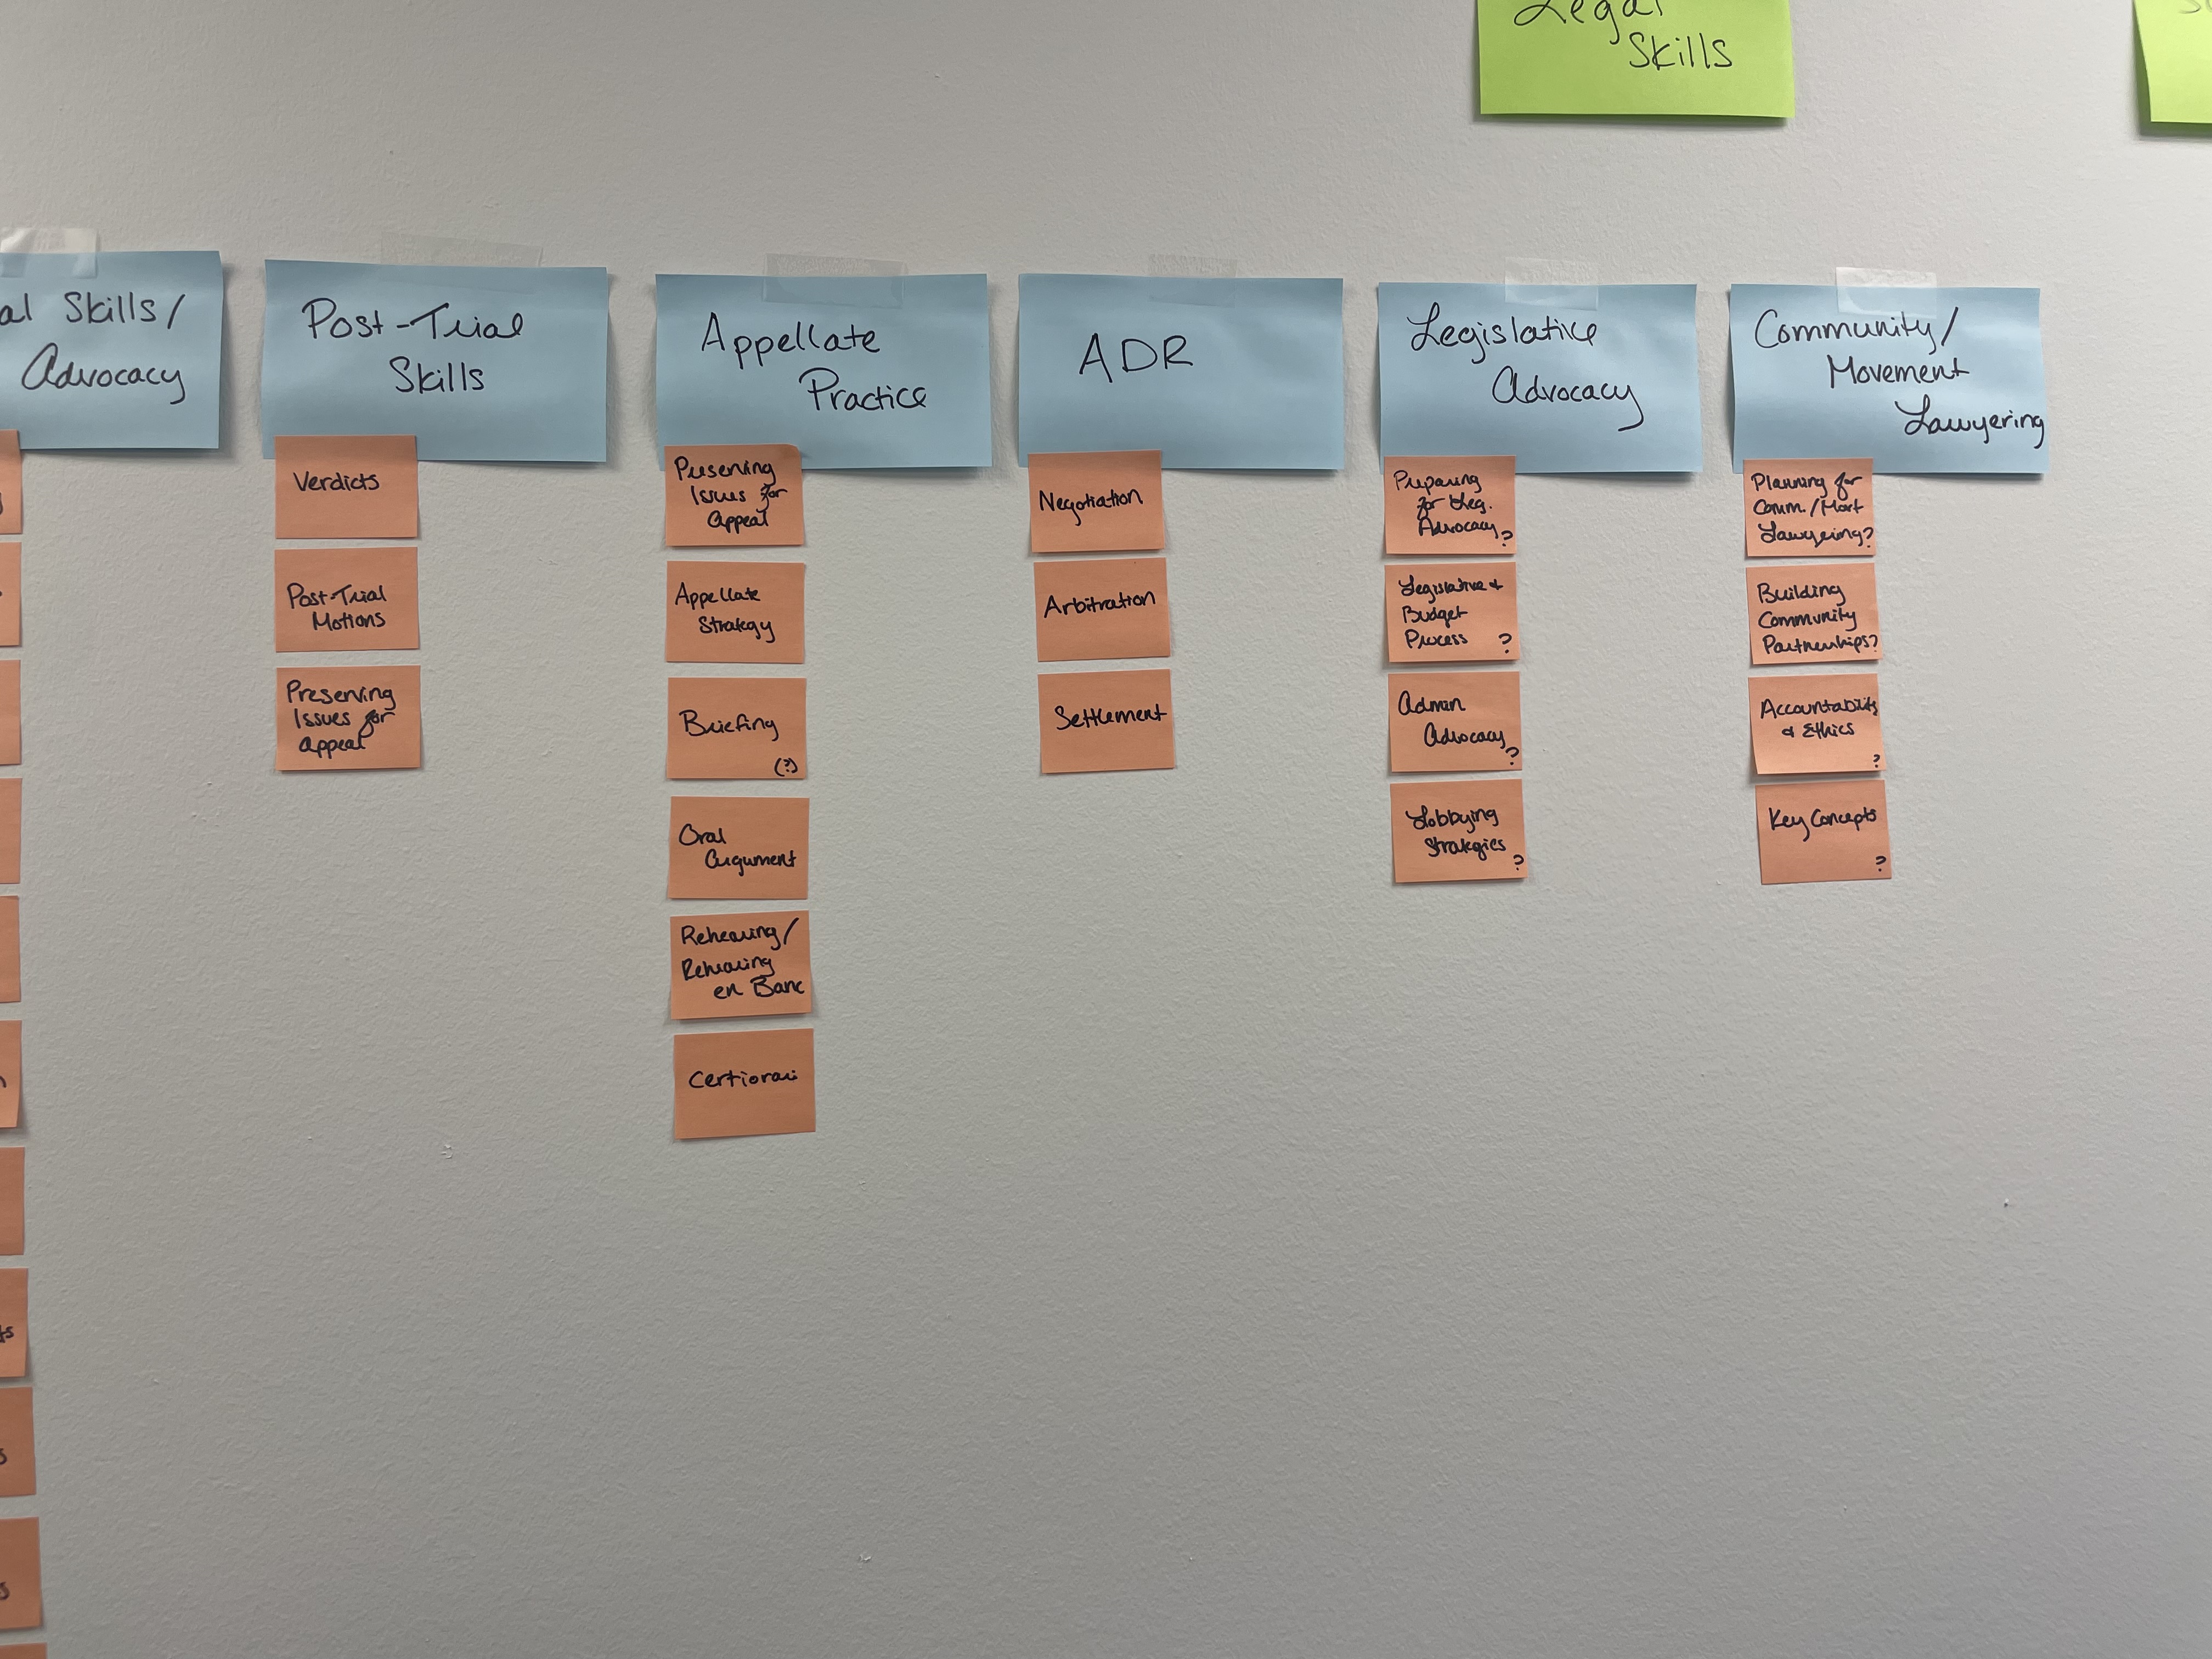 Legal
Skills
al Skills/
Advocacy
Post-Trial
Skills
Verdicts
Post-Trial
Motions
Preserving
Issues for
Appeal
Appellate
Practice
Preserving
Issues for
Appeal
Appellate
Strategy
Briefing
(?)
Oral
Argument
Rehearing/
Rehearing
en Banc
Certiorari
ADR
Negotiation
Arbitration
Settlement
Legislative
Advocacy
Preparing
for Leg.
Advocacy?
Legislative &
Budget
Process ?
Admin
Advocacy
?
Lobbying
Strategies
?
Community/
Movement
Lawyering
Planning for
Comm./Mvt
Lawyering?
Building
Community
Partnerships?
Accountability
& Ethics
?
Key Concepts
?